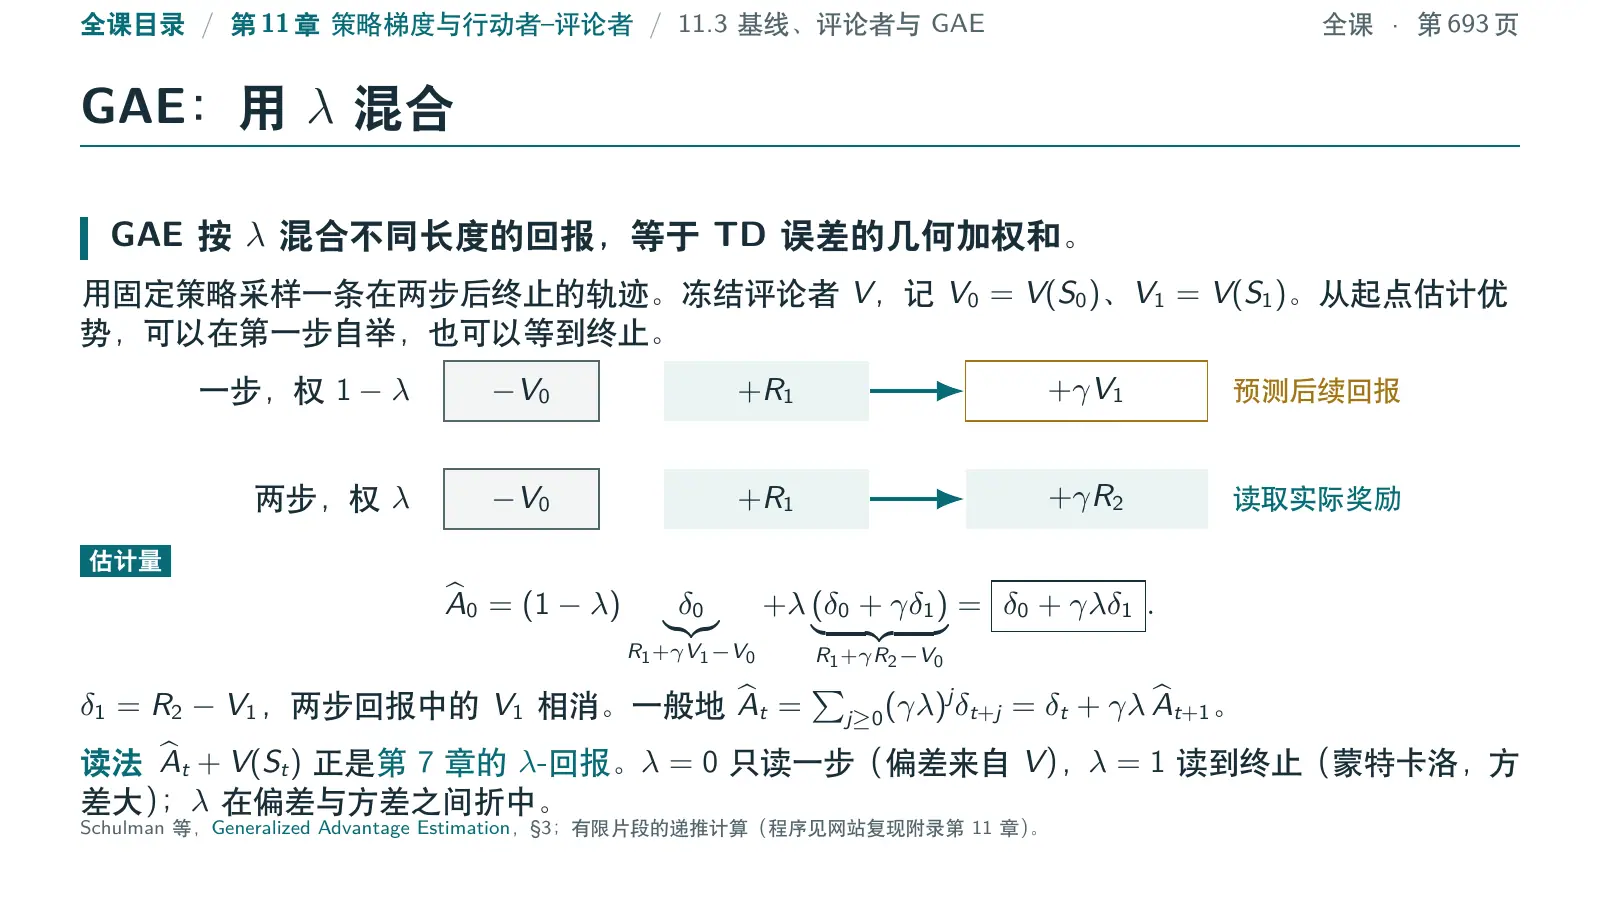 全课目录 / 第 11 章 策略梯度与行动者–评论者 / 11.3 基线、评论者与 GAE 全课 · 第 693 页
GAE：用 λ 混合
GAE 按 λ 混合不同长度的回报，等于 TD 误差的几何加权和。
用固定策略采样一条在两步后终止的轨迹。冻结评论者 V，记 V₀ = V(S₀)、V₁ = V(S₁)。从起点估计优
势，可以在第一步自举，也可以等到终止。
一步，权 1 − λ −V₀ +R₁ +γV₁ 预测后续回报
两步，权 λ −V₀ +R₁ +γR₂ 读取实际奖励
估计量
Â₀ = (1 − λ) δ₀ +λ (δ₀ + γδ₁) = δ₀ + γλδ₁.
R₁+γV₁−V₀ R₁+γR₂−V₀
δ₁ = R₂ − V₁，两步回报中的 V₁ 相消。一般地 Âₜ = ∑_{j≥0}(γλ)^j δ_{t+j} = δₜ + γλÂ_{t+1}。
读法 Âₜ + V(Sₜ) 正是第 7 章的 λ-回报。λ = 0 只读一步（偏差来自 V），λ = 1 读到终止（蒙特卡洛，方
差大）；λ 在偏差与方差之间折中。
Schulman 等，Generalized Advantage Estimation，§3；有限片段的递推计算（程序见网站复现附录第 11 章）。